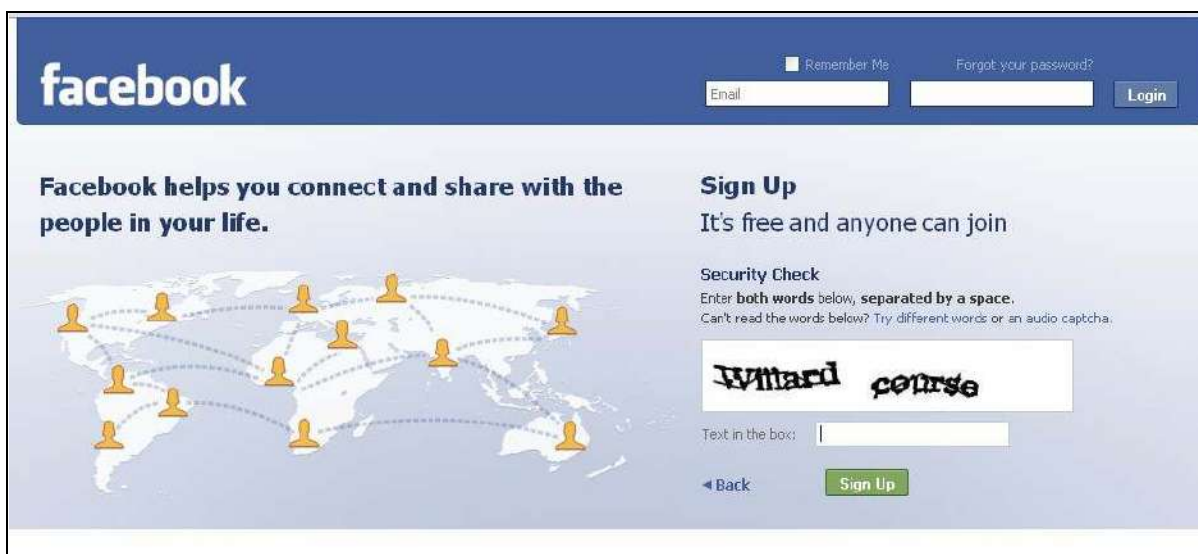 facebook
Remember Me Forgot your password?
Email Login
Facebook helps you connect and share with the
people in your life.
Sign Up
It's free and anyone can join
Security Check
Enter both words below, separated by a space.
Can't read the words below? Try different words or an audio captcha.
Willard course
Text in the box:
Back Sign Up